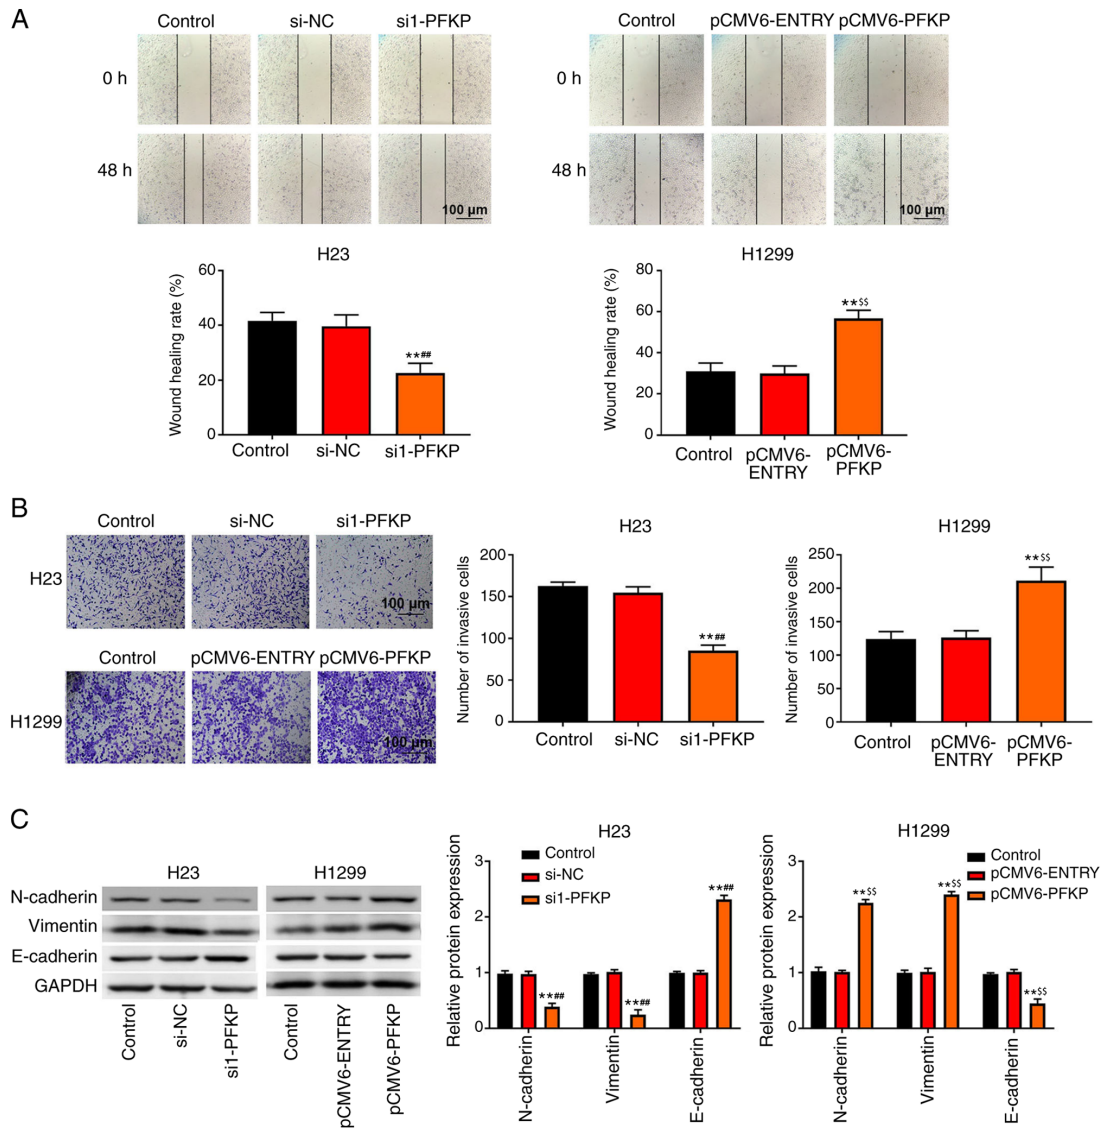 A
Control si-NC si1-PFKP
Control pCMV6-ENTRY pCMV6-PFKP
0 h
0 h
48 h
48 h
100 µm
100 µm
H23
Wound healing rate (%)
60
40
20
0
**##
Control si-NC si1-PFKP
H1299
Wound healing rate (%)
80
60
40
20
0
**$$
Control pCMV6- pCMV6-
ENTRY PFKP
B
Control si-NC si1-PFKP
H23
100 µm
Control pCMV6-ENTRY pCMV6-PFKP
H1299
100 µm
H23
Number of invasive cells
200
150
100
50
0
**##
Control si-NC si1-PFKP
H1299
Number of invasive cells
250
200
150
100
50
0
**$$
Control pCMV6- pCMV6-
ENTRY PFKP
C
H23 H1299
N-cadherin
Vimentin
E-cadherin
GAPDH
Control si-NC si1-PFKP Control pCMV6-ENTRY pCMV6-PFKP
H23
Control
si-NC
si1-PFKP
Relative protein expression
3
2
1
0
**## **## **##
N-cadherin Vimentin E-cadherin
H1299
Control
pCMV6-ENTRY
pCMV6-PFKP
Relative protein expression
3
2
1
0
**$$ **$$ **$$
N-cadherin Vimentin E-cadherin